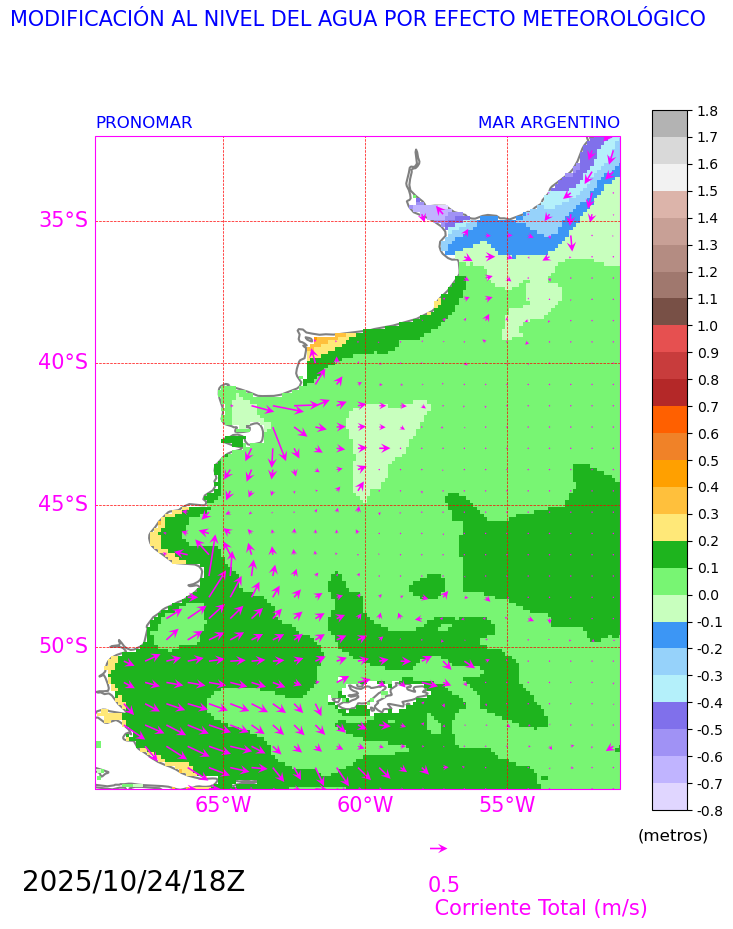 MODIFICACIÓN AL NIVEL DEL AGUA POR EFECTO METEOROLÓGICO
PRONOMAR MAR ARGENTINO
35°S
40°S
45°S
50°S
65°W 60°W 55°W
1.8
1.7
1.6
1.5
1.4
1.3
1.2
1.1
1.0
0.9
0.8
0.7
0.6
0.5
0.4
0.3
0.2
0.1
0.0
-0.1
-0.2
-0.3
-0.4
-0.5
-0.6
-0.7
-0.8
(metros)
2025/10/24/18Z
0.5
Corriente Total (m/s)